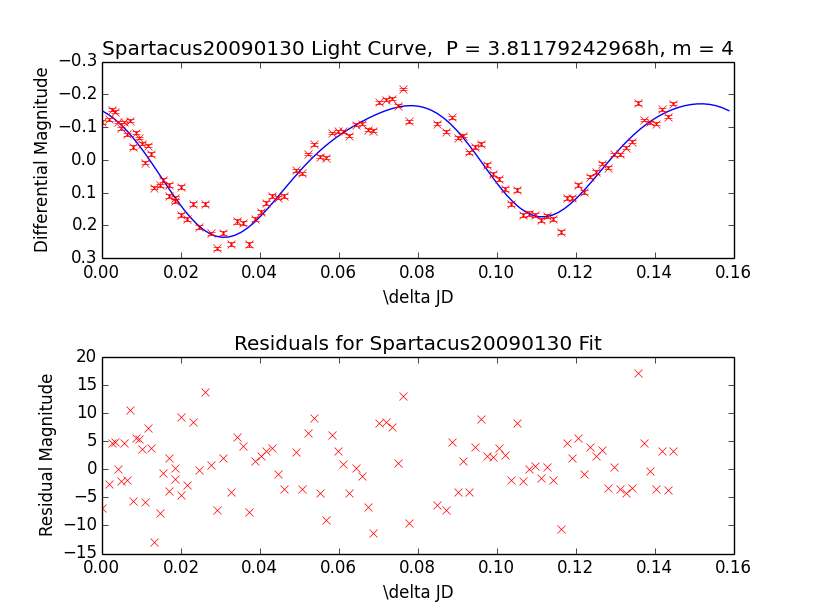 Spartacus20090130 Light Curve,  P = 3.81179242968h, m = 4
−0.3
−0.2
−0.1
0.0
0.1
0.2
0.3
Differential Magnitude
0.00 0.02 0.04 0.06 0.08 0.10 0.12 0.14 0.16
\delta JD
Residuals for Spartacus20090130 Fit
20
15
10
5
0
−5
−10
−15
Residual Magnitude
0.00 0.02 0.04 0.06 0.08 0.10 0.12 0.14 0.16
\delta JD